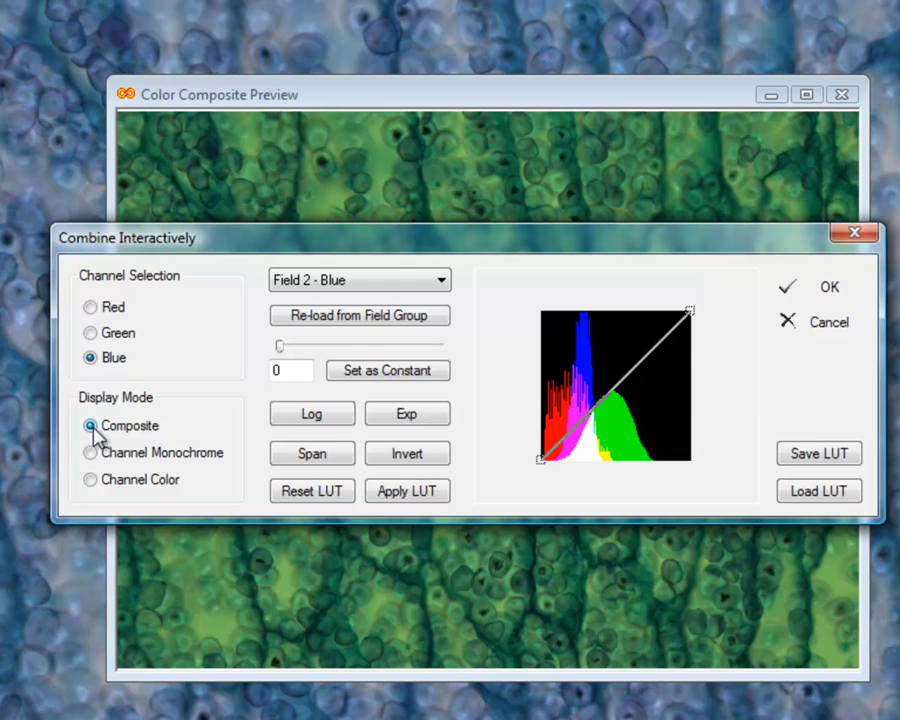 Color Composite Preview
Combine Interactively
Channel Selection
Red
Green
Blue
Display Mode
Composite
Channel Monochrome
Channel Color
Field 2 - Blue
Re-load from Field Group
0
Set as Constant
Log
Exp
Span
Invert
Reset LUT
Apply LUT
OK
Cancel
Save LUT
Load LUT